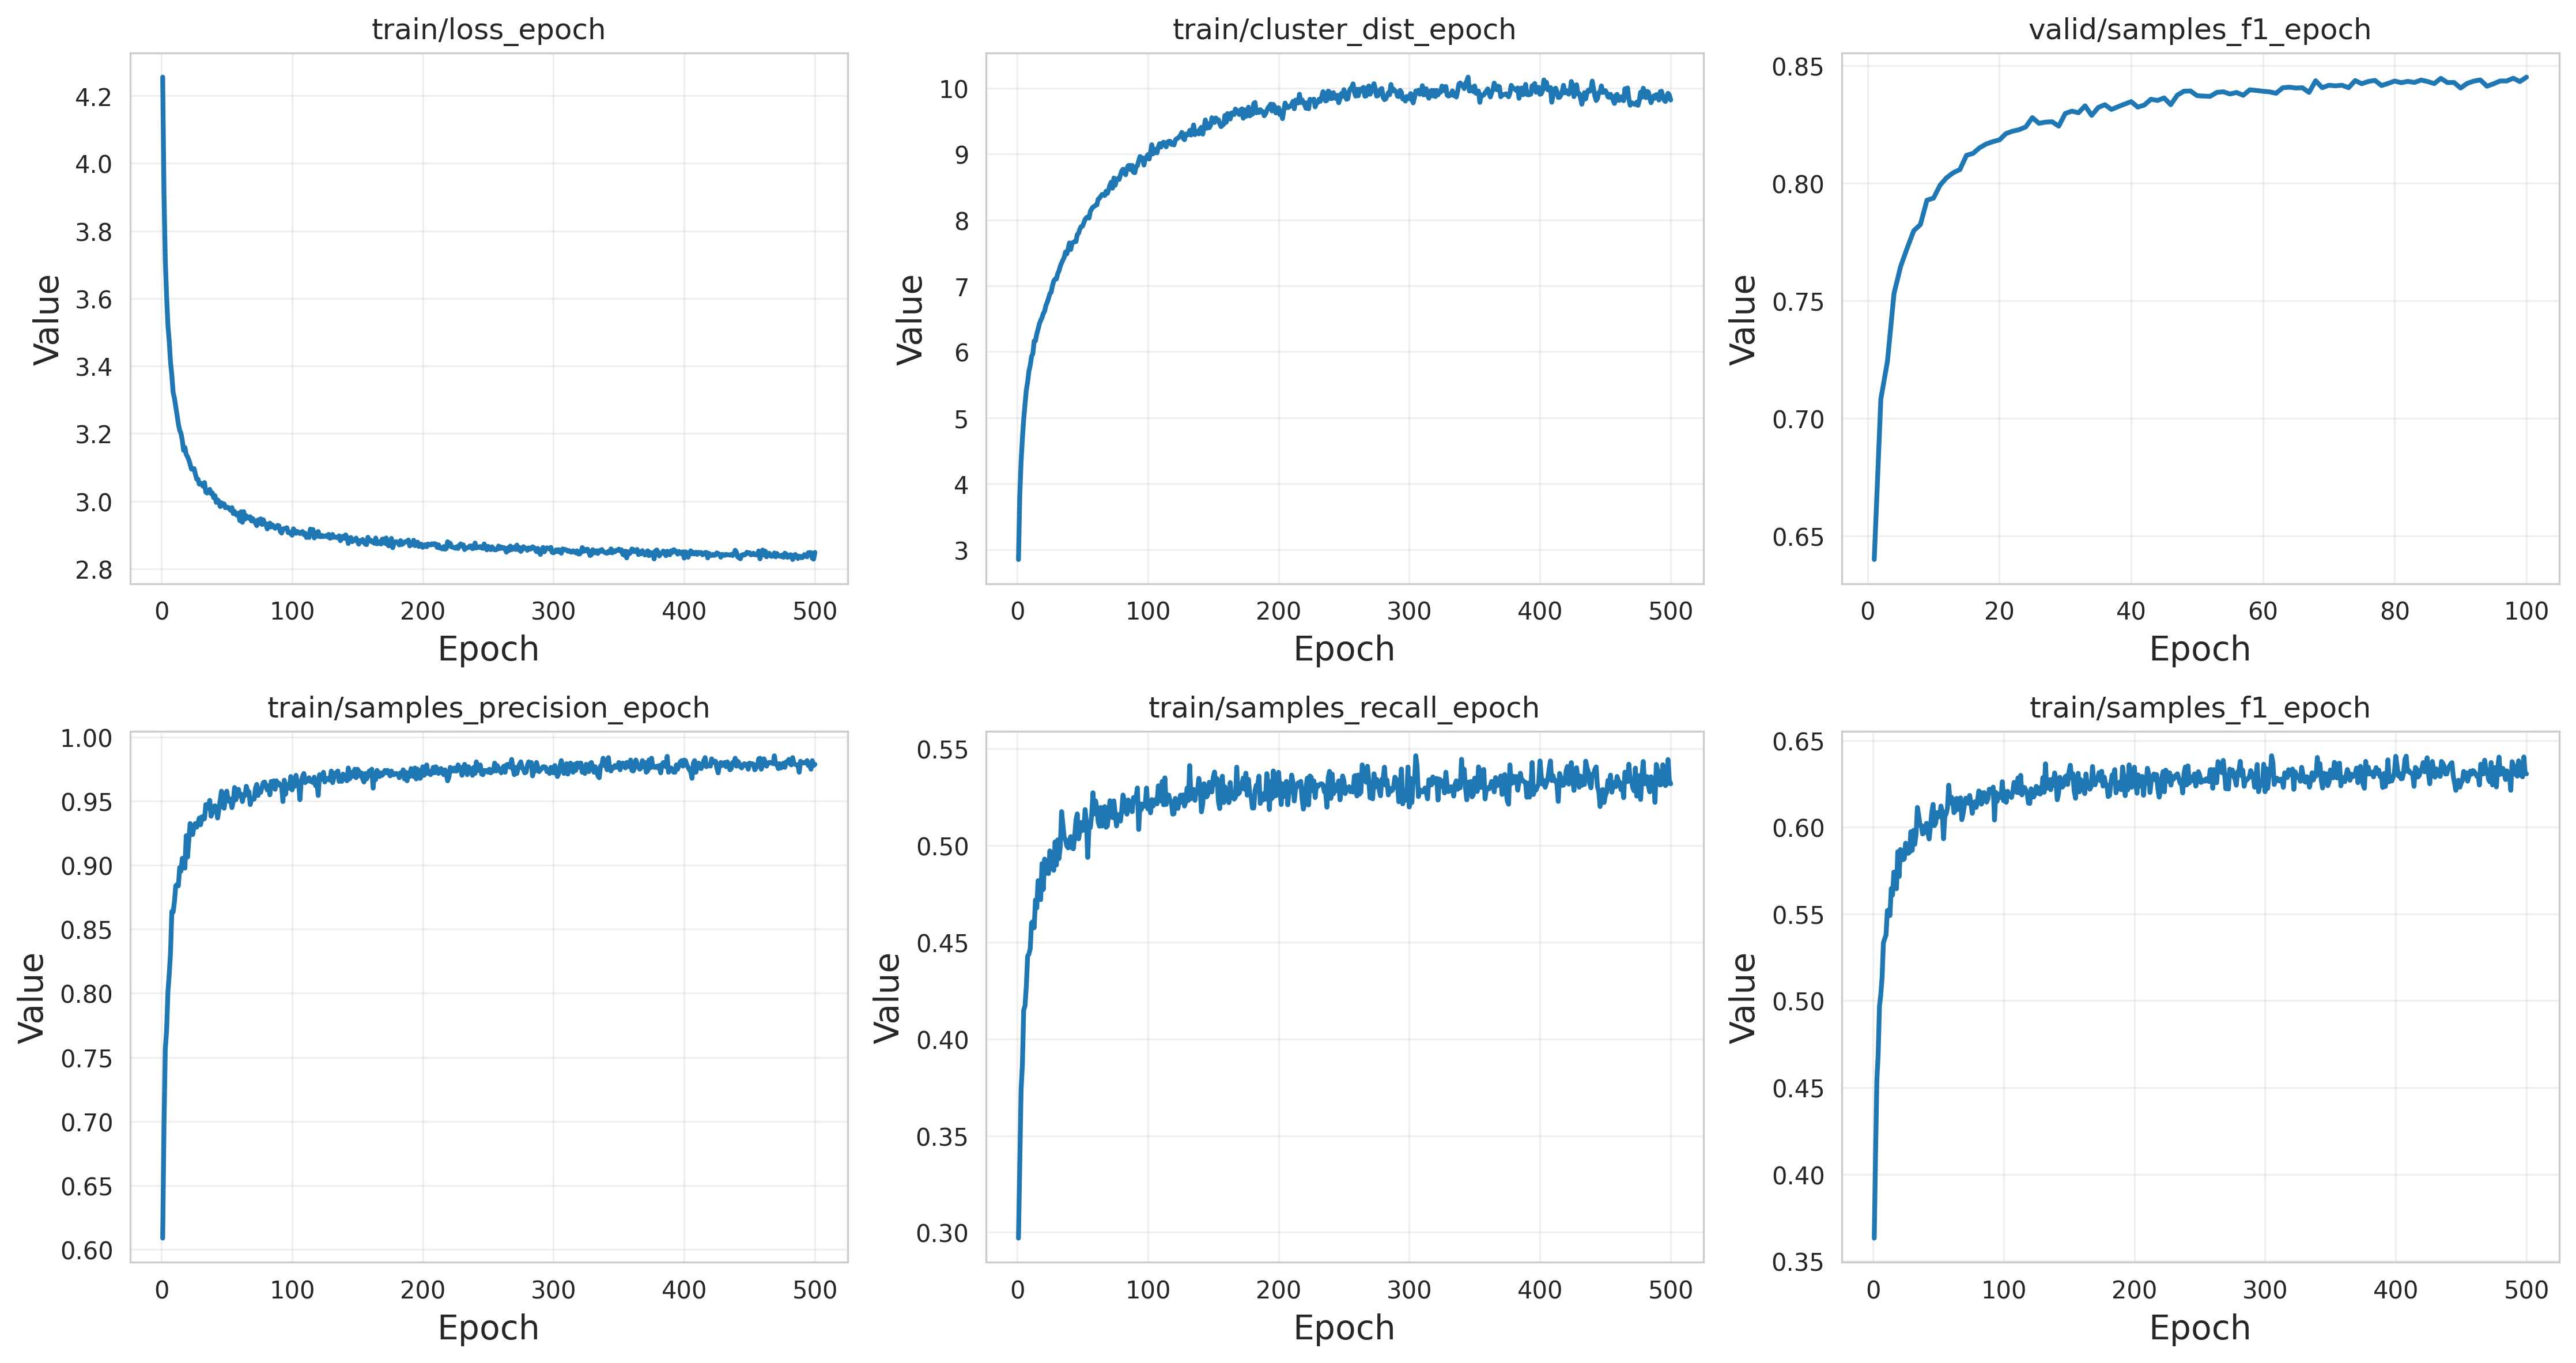 train/loss_epoch
Value
4.2
4.0
3.8
3.6
3.4
3.2
3.0
2.8
0 100 200 300 400 500
Epoch
train/cluster_dist_epoch
Value
10
9
8
7
6
5
4
3
0 100 200 300 400 500
Epoch
valid/samples_f1_epoch
Value
0.85
0.80
0.75
0.70
0.65
0 20 40 60 80 100
Epoch
train/samples_precision_epoch
Value
1.00
0.95
0.90
0.85
0.80
0.75
0.70
0.65
0.60
0 100 200 300 400 500
Epoch
train/samples_recall_epoch
Value
0.55
0.50
0.45
0.40
0.35
0.30
0 100 200 300 400 500
Epoch
train/samples_f1_epoch
Value
0.65
0.60
0.55
0.50
0.45
0.40
0.35
0 100 200 300 400 500
Epoch